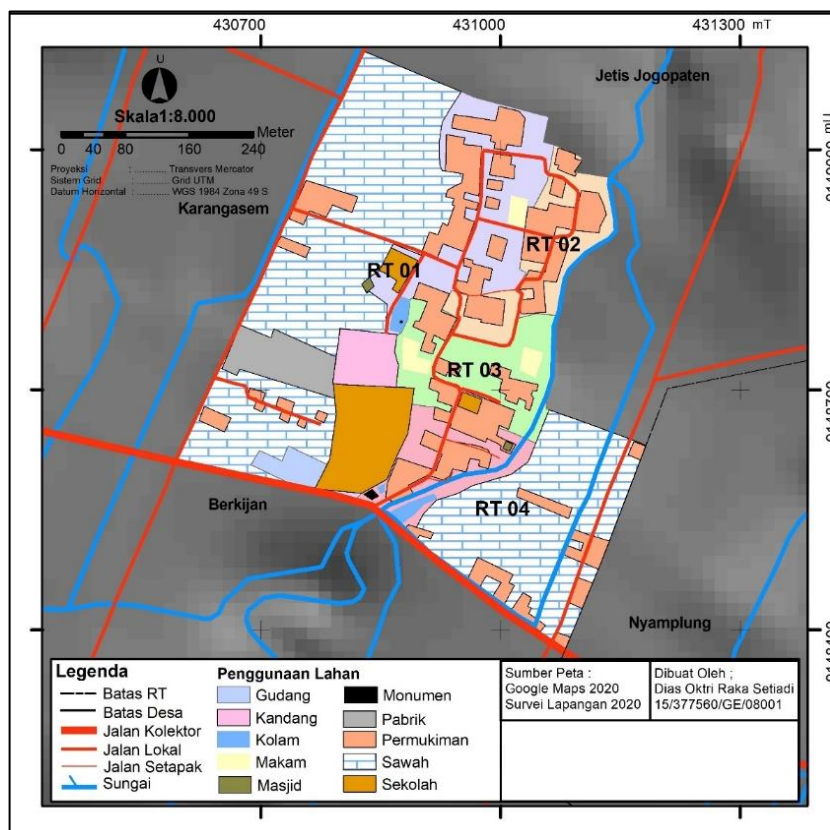 430700
431000
431300 mT
U
Skala1:8.000
0 40 80 160 240 Meter
Proyeksi : ........... Transvers Mercator
Sistem Grid : ........... Grid UTM
Datum Horizontal : ........... WGS 1984 Zona 49 S
Karangasem
Jetis Jogopaten
RT 02
RT 01
RT 03
RT 04
Berkijan
Nyamplung
Legenda
Batas RT
Batas Desa
Jalan Kolektor
Jalan Lokal
Jalan Setapak
Sungai
Penggunaan Lahan
Gudang
Kandang
Kolam
Makam
Masjid
Monumen
Pabrik
Permukiman
Sawah
Sekolah
Sumber Peta :
Google Maps 2020
Survei Lapangan 2020
Dibuat Oleh ;
Dias Oktri Raka Setiadi
15/377560/GE/08001